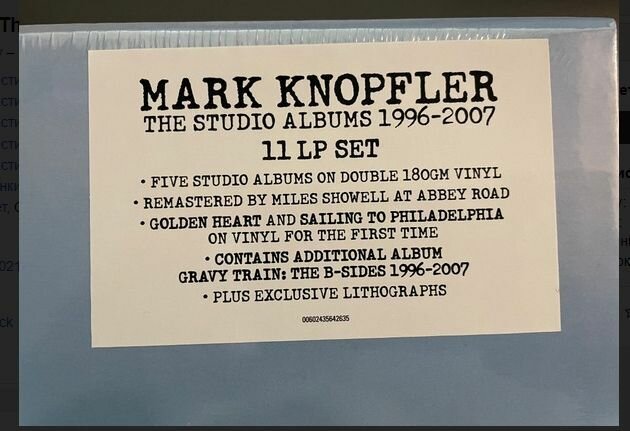 MARK KNOPFLER
THE STUDIO ALBUMS 1996-2007
11 LP SET
• FIVE STUDIO ALBUMS ON DOUBLE 180GM VINYL
• REMASTERED BY MILES SHOWELL AT ABBEY ROAD
• GOLDEN HEART AND SAILING TO PHILADELPHIA
ON VINYL FOR THE FIRST TIME
• CONTAINS ADDITIONAL ALBUM
GRAVY TRAIN: THE B-SIDES 1996-2007
• PLUS EXCLUSIVE LITHOGRAPHS
00602435642635